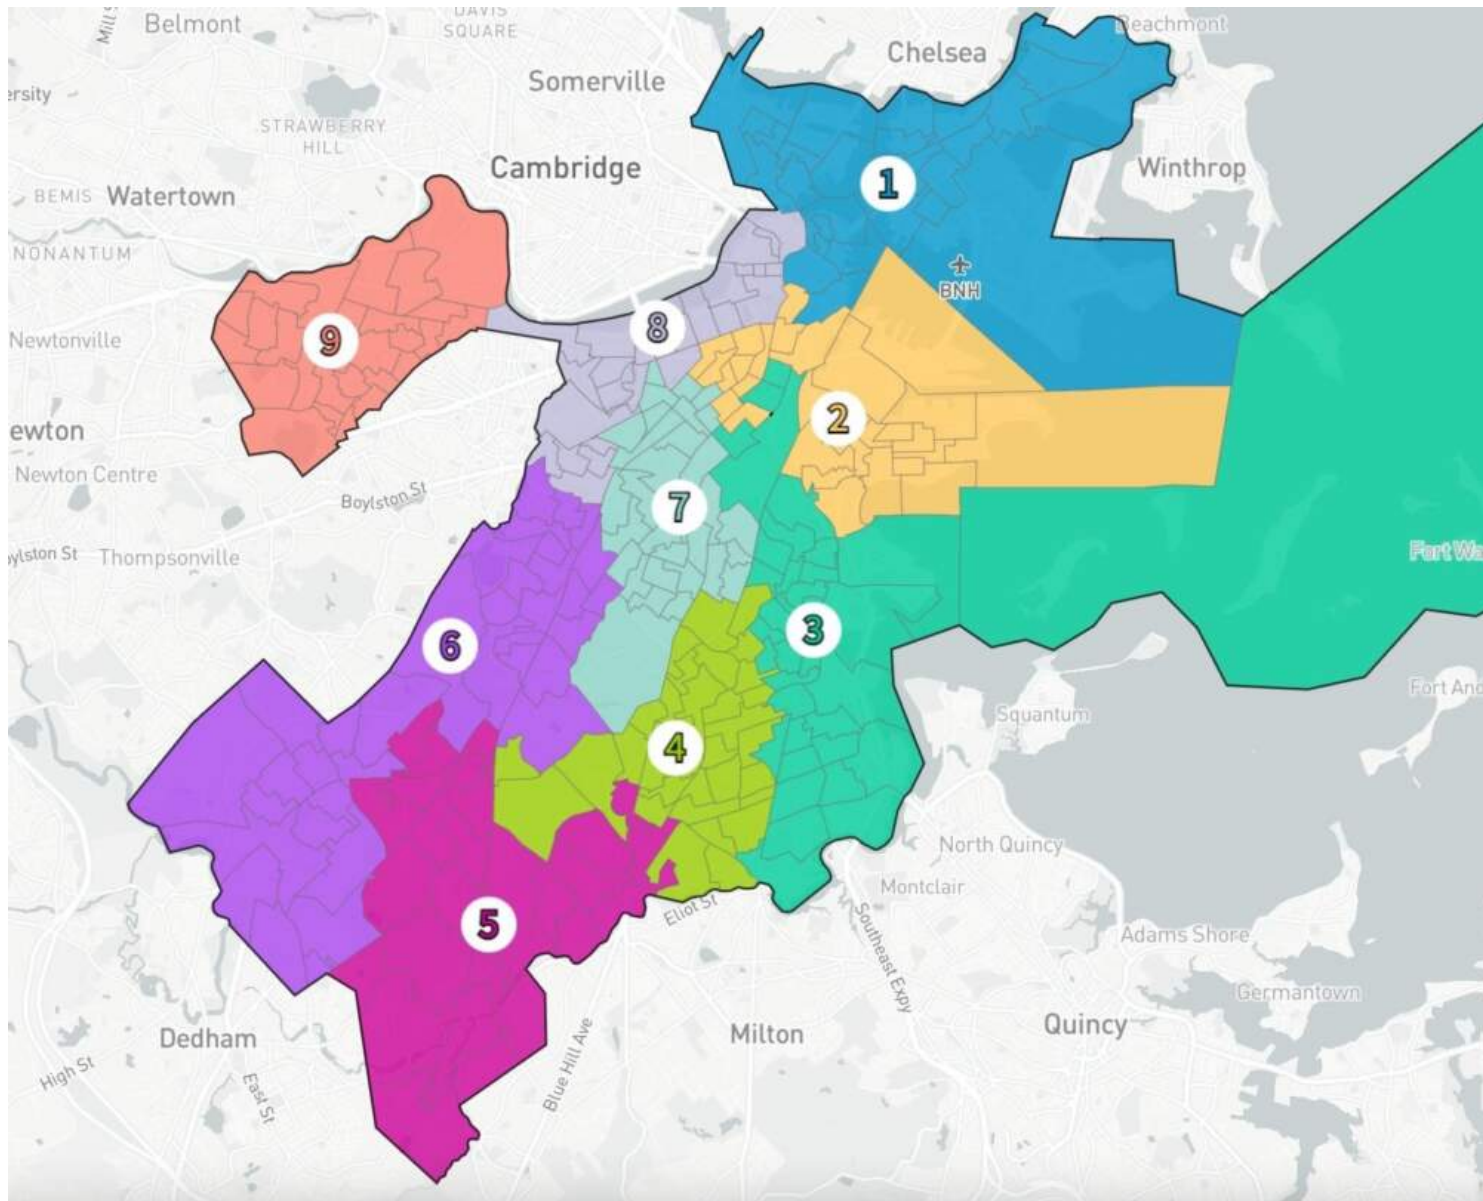 DAVIS
SQUARE
Belmont
Mill S
Beachmont
Chelsea
Somerville
ersity
STRAWBERRY
HILL
Cambridge
Winthrop
BEMIS
Watertown
1
NONANTUM
BNH
8
Newtonville
9
2
ewton
Newton Centre
Boylston St
7
oylston St
Thompsonville
Fort Wa
3
6
Fort And
Squantum
4
North Quincy
Montclair
Eliot St
5
Southeast Expy
Adams Shore
Germantown
Dedham
Milton
Quincy
High St
East St
Blue Hill Ave